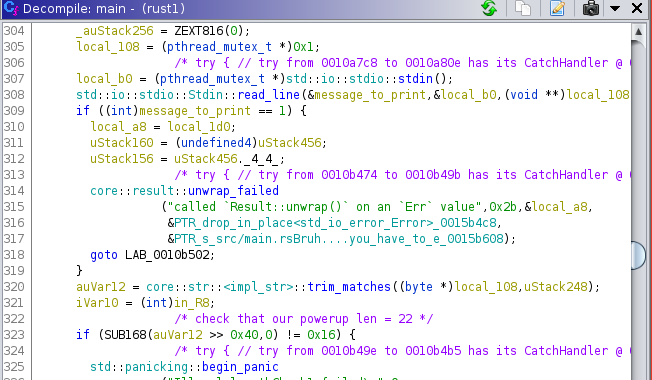 Decompile: main - (rust1)
304 _auStack256 = ZEXT816(0);
305 local_108 = (pthread_mutex_t *)0x1;
306 /* try { // try from 0010a7c8 to 0010a80e has its CatchHandler @
307 local_b0 = (pthread_mutex_t *)std::io::stdio::stdin();
308 std::io::stdio::Stdin::read_line(&message_to_print,&local_b0,(void **)local_108
309 if ((int)message_to_print == 1) {
310 local_a8 = local_1d0;
311 uStack160 = (undefined4)uStack456;
312 uStack156 = uStack456._4_4_;
313 /* try { // try from 0010b474 to 0010b49b has its CatchHandler @
314 core::result::unwrap_failed
315 ("called `Result::unwrap()` on an `Err` value",0x2b,&local_a8,
316 &PTR_drop_in_place<std_io_error_Error>_0015b4c8,
317 &PTR_s_src/main.rsBruh....you_have_to_e_0015b608);
318 goto LAB_0010b502;
319 }
320 auVar12 = core::str::<impl_str>::trim_matches((byte *)local_108,uStack248);
321 iVar10 = (int)in_R8;
322 /* check that our powerup len = 22 */
323 if (SUB168(auVar12 >> 0x40,0) != 0x16) {
324 /* try { // try from 0010b49e to 0010b4b5 has its CatchHandler @
325 std::panicking::begin_panic